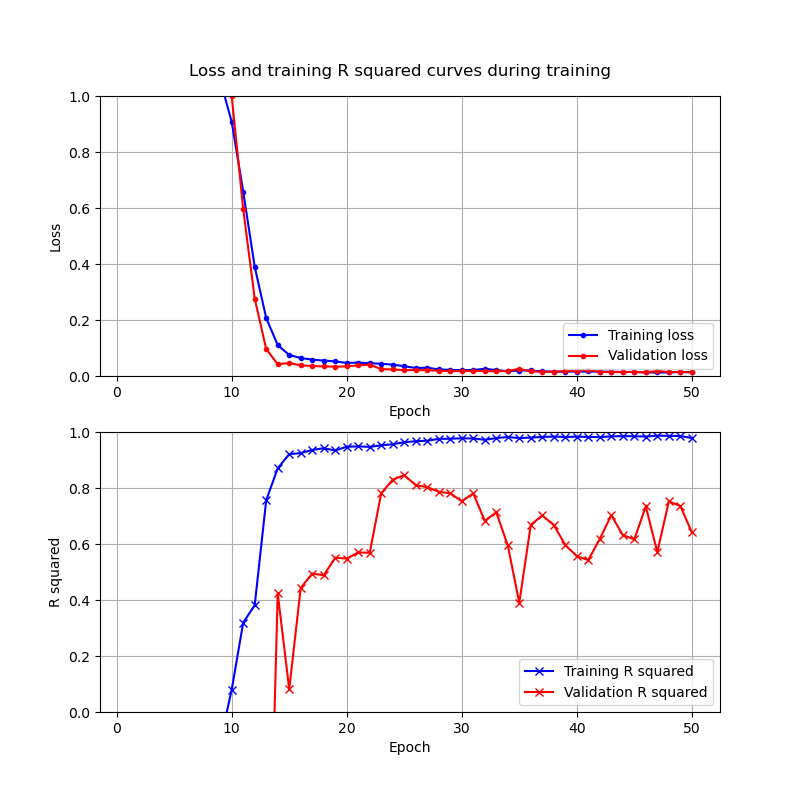 Loss and training R squared curves during training
1.0
0.8
0.6
0.4
0.2
0.0
Loss
0 10 20 30 40 50
Epoch
Training loss
Validation loss
1.0
0.8
0.6
0.4
0.2
0.0
R squared
0 10 20 30 40 50
Epoch
Training R squared
Validation R squared